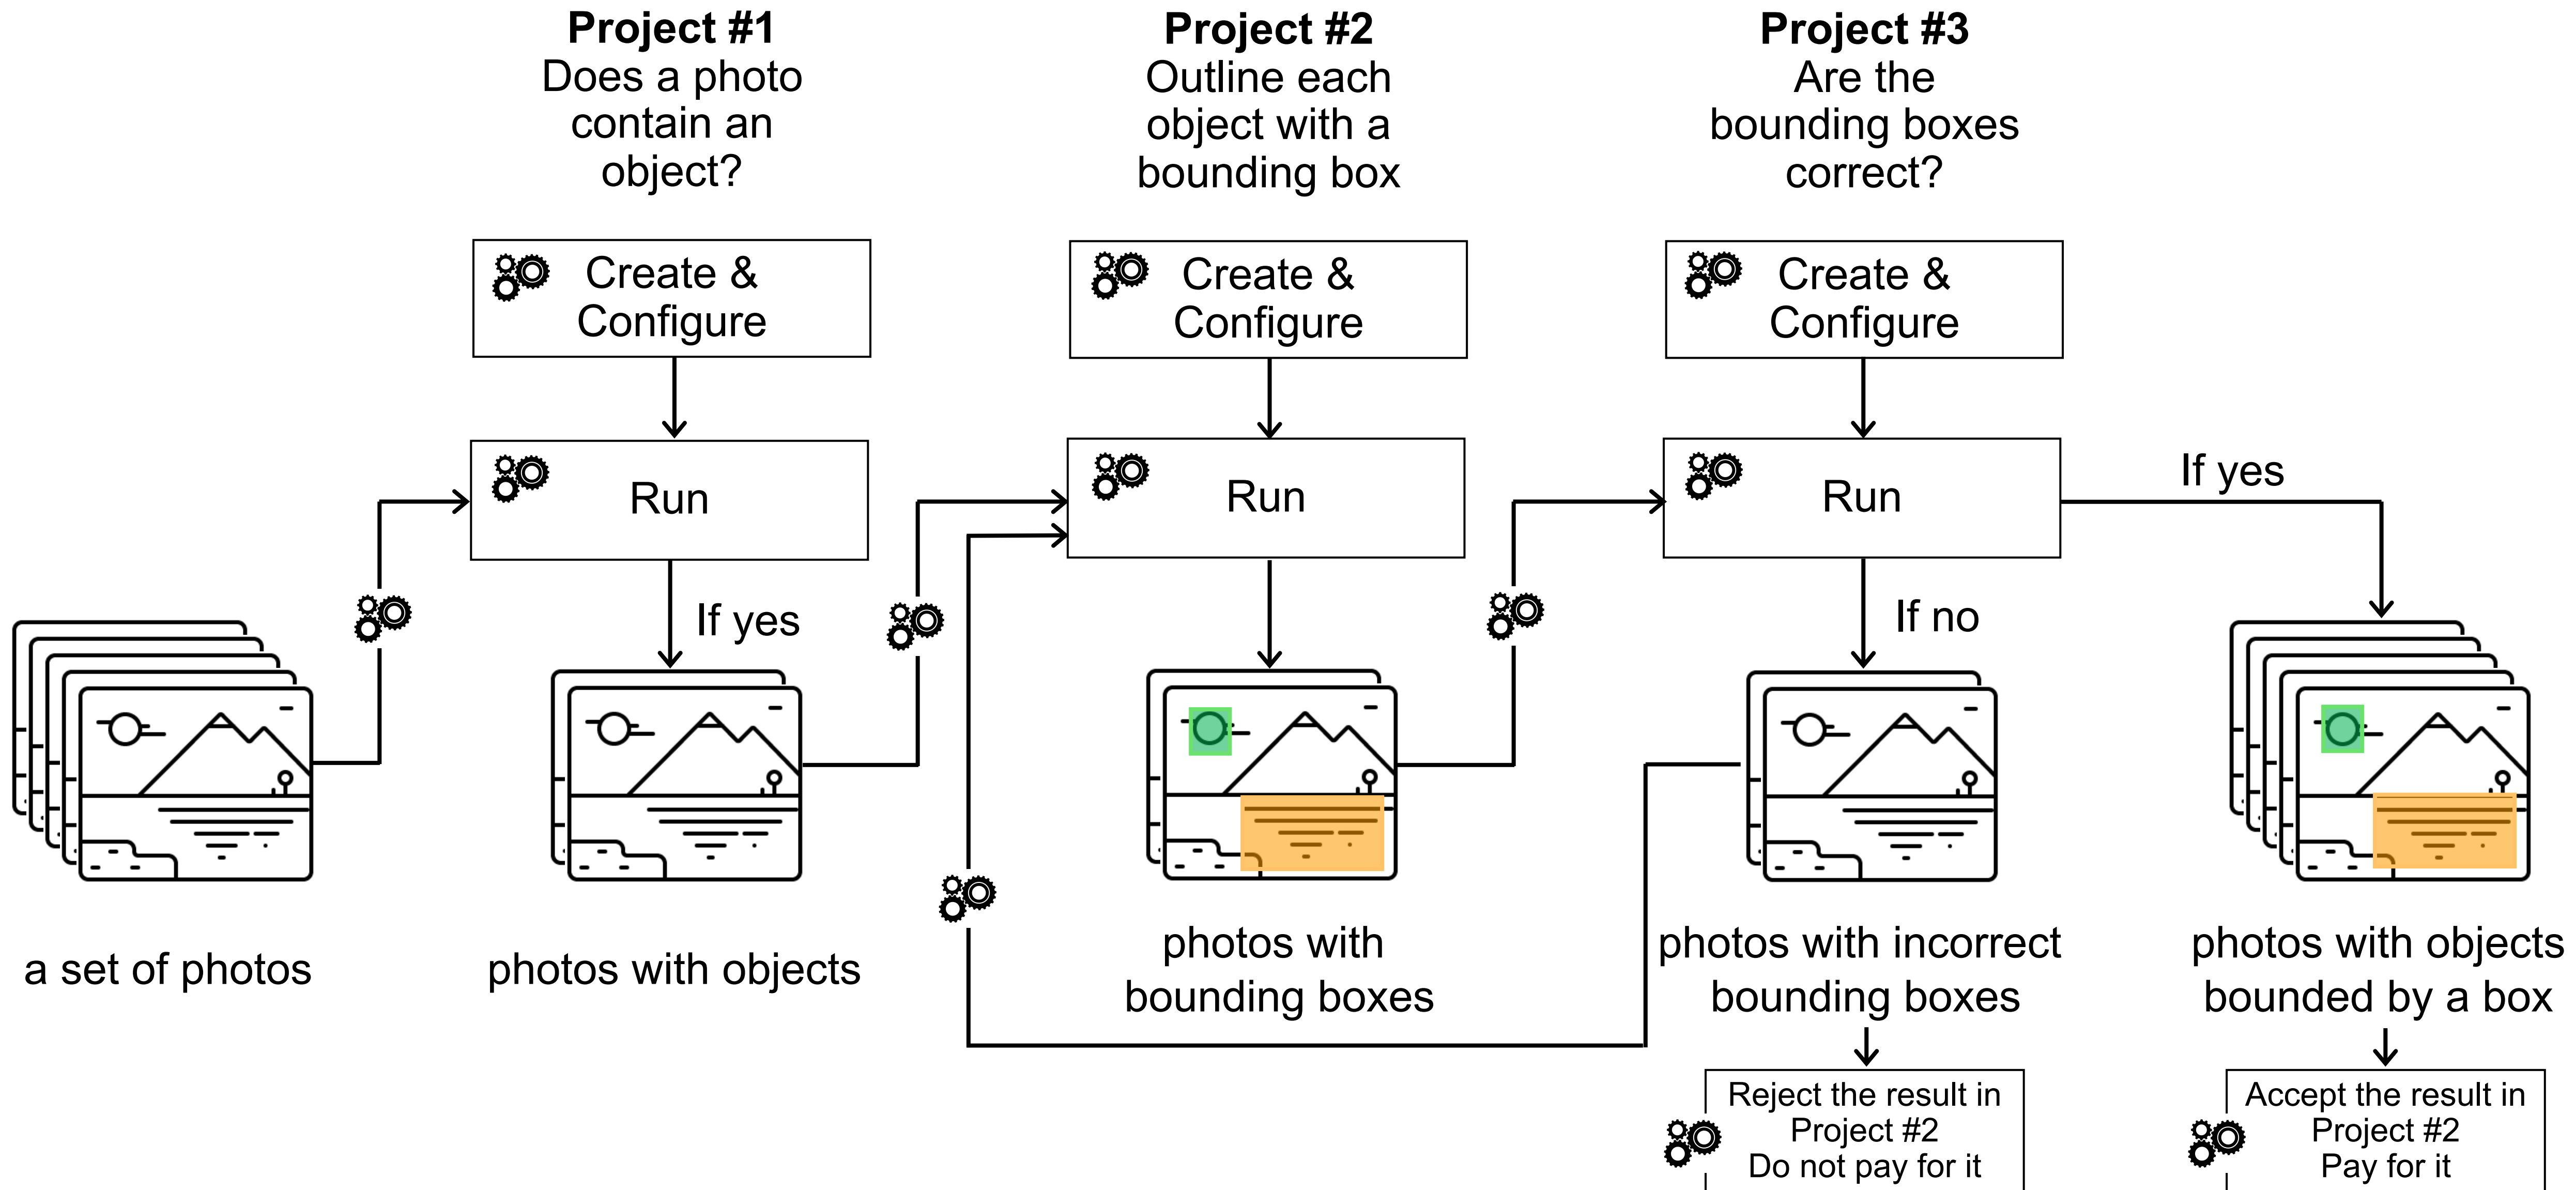 Project #1
Does a photo
contain an
object?
Project #2
Outline each
object with a
bounding box
Project #3
Are the
bounding boxes
correct?
Create &
Configure
Create &
Configure
Create &
Configure
Run
Run
Run
If yes
If yes
If no
a set of photos
photos with objects
photos with
bounding boxes
photos with incorrect
bounding boxes
photos with objects
bounded by a box
Reject the result in
Project #2
Do not pay for it
Accept the result in
Project #2
Pay for it